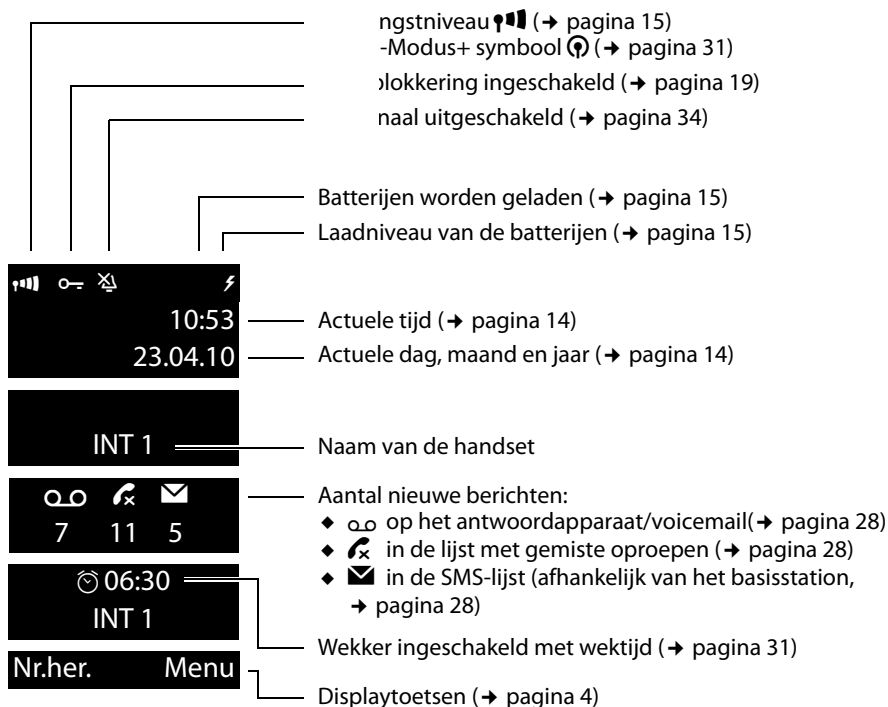 ngstniveau (➔ pagina 15)
-Modus+ symbool (➔ pagina 31)
lokkering ingeschakeld (➔ pagina 19)
naal uitgeschakeld (➔ pagina 34)
Batterijen worden geladen (➔ pagina 15)
Laadniveau van de batterijen (➔ pagina 15)
10:53
Actuele tijd (➔ pagina 14)
23.04.10
Actuele dag, maand en jaar (➔ pagina 14)
INT 1
Naam van de handset
Aantal nieuwe berichten:
7 11 5
◆ op het antwoordapparaat/voicemail(➔ pagina 28)
◆ in de lijst met gemiste oproepen (➔ pagina 28)
◆ in de SMS-lijst (afhankelijk van het basisstation,
➔ pagina 28)
06:30
INT 1
Wekker ingeschakeld met wektijd (➔ pagina 31)
Nr.her. Menu
Displaytoetsen (➔ pagina 4)